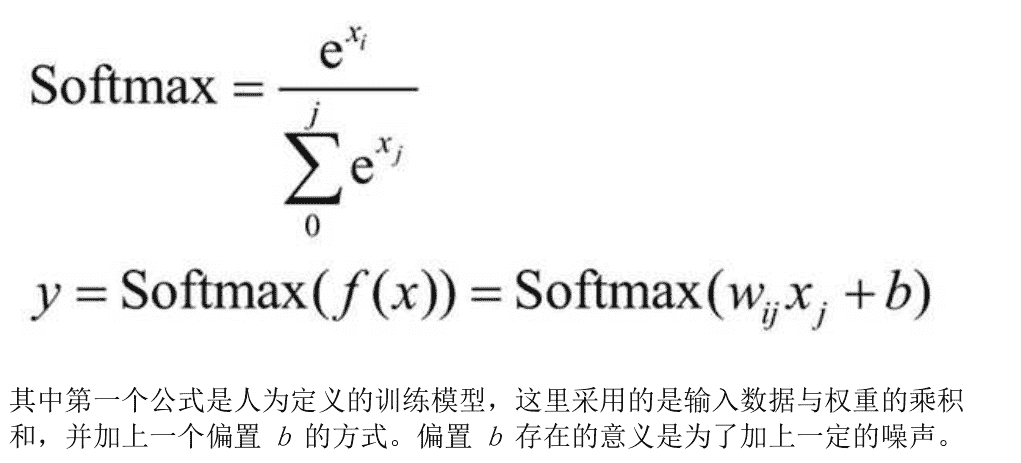 Softmax = e^{x_i} / \sum_{0}^{j} e^{x_j}
y = Softmax(f(x)) = Softmax(w_{ij}x_j + b)
其中第一个公式是人为定义的训练模型，这里采用的是输入数据与权重的乘积
和，并加上一个偏置 b 的方式。偏置 b 存在的意义是为了加上一定的噪声。